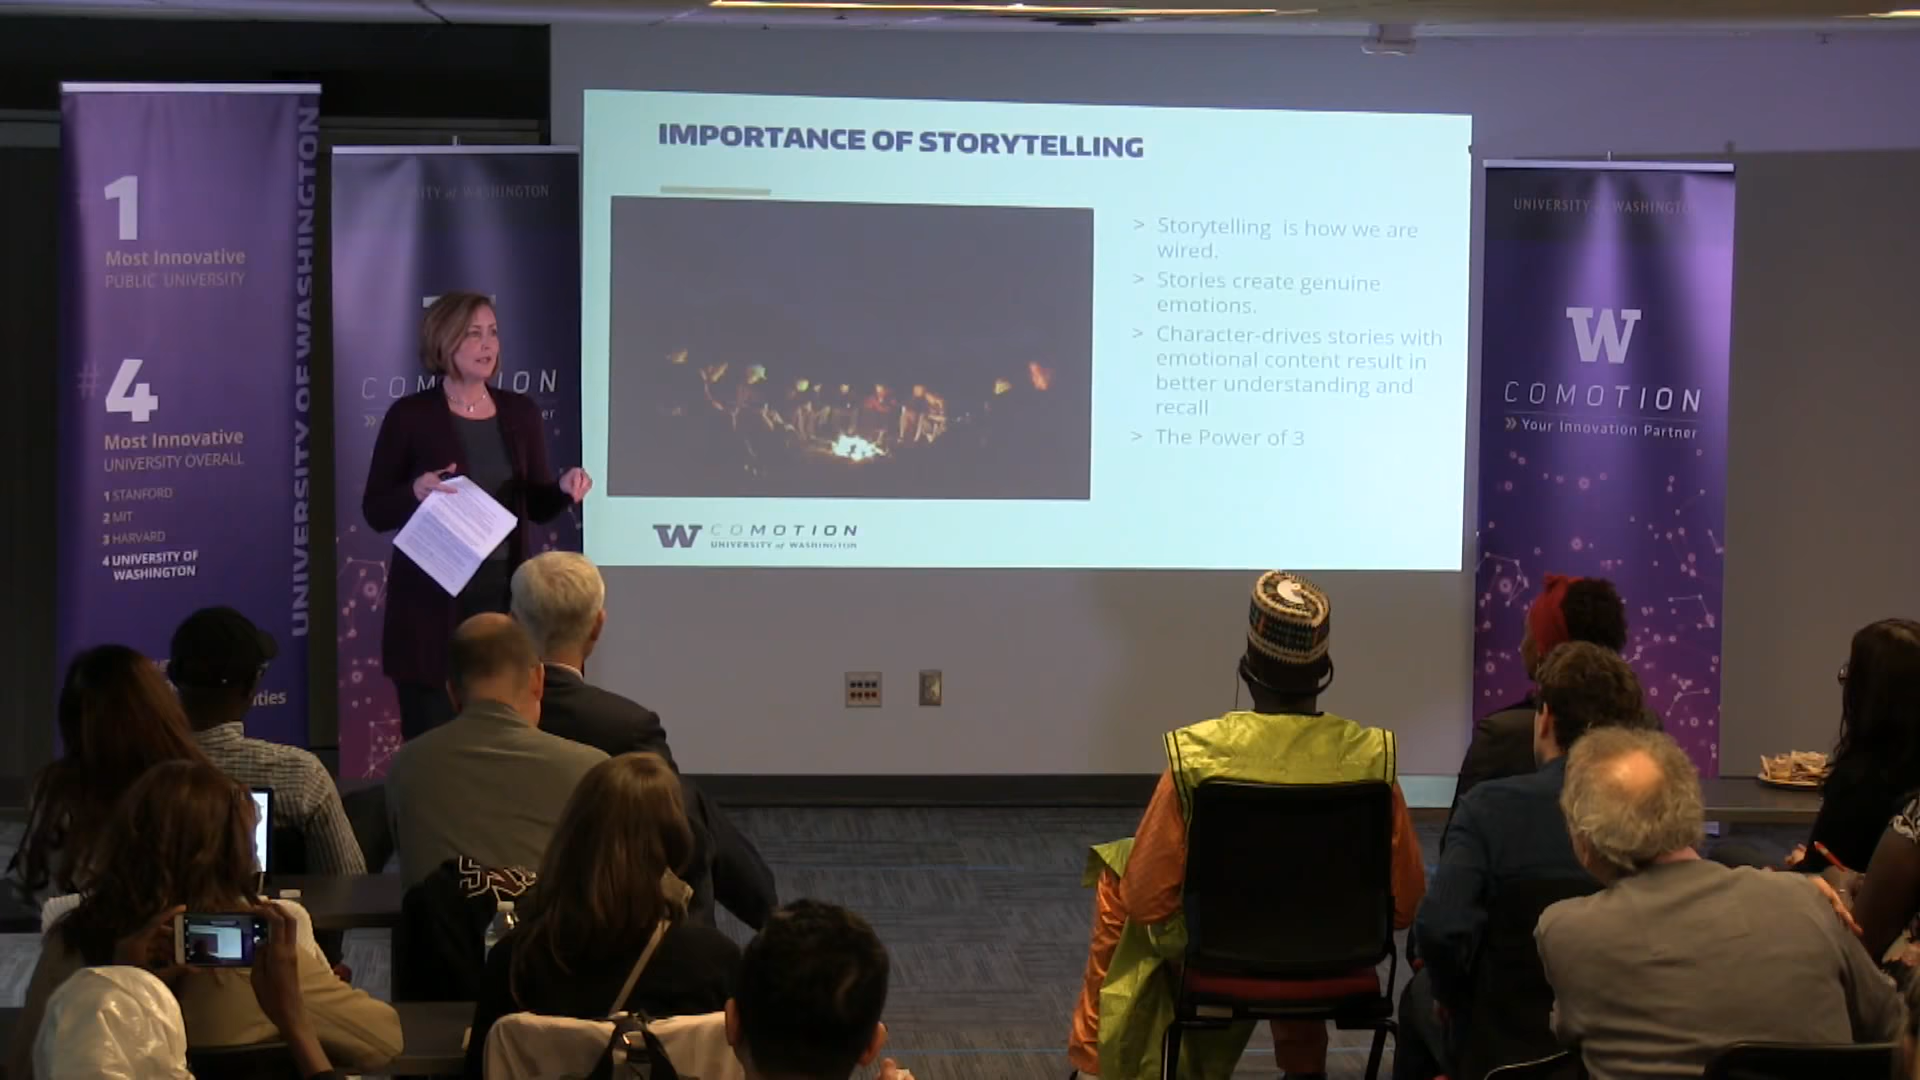 1
Most Innovative
PUBLIC UNIVERSITY
#4
Most Innovative
UNIVERSITY OVERALL
1 STANFORD
2 MIT
3 HARVARD
4 UNIVERSITY OF
WASHINGTON
UNIVERSITY OF WASHINGTON
WASHINGTON
COMOTION
IMPORTANCE OF STORYTELLING
> Storytelling is how we are
wired.
> Stories create genuine
emotions.
> Character-drives stories with
emotional content result in
better understanding and
recall
> The Power of 3
W COMOTION
UNIVERSITY of WASHINGTON
UNIVERSITY of WASHINGTON
W
COMOTION
» Your Innovation Partner